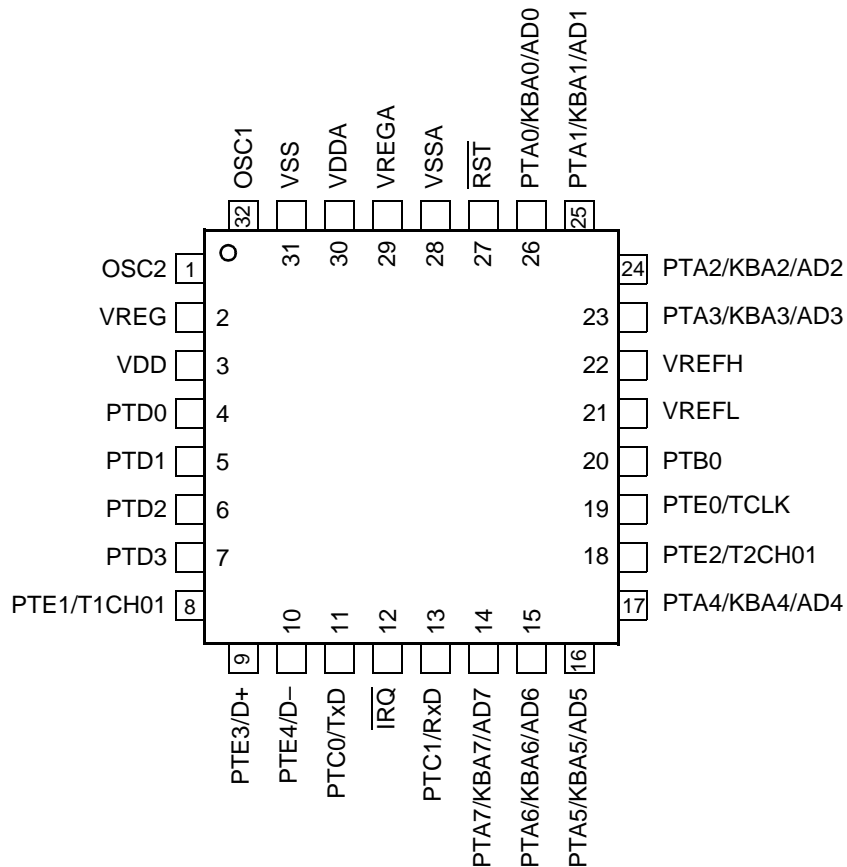 OSC1
VSS
VDDA
VREGA
VSSA
RST
PTA0/KBA0/AD0
PTA1/KBA1/AD1
32
31
30
29
28
27
26
25
OSC2 1
VREG 2
VDD 3
PTD0 4
PTD1 5
PTD2 6
PTD3 7
PTE1/T1CH01 8
24 PTA2/KBA2/AD2
23 PTA3/KBA3/AD3
22 VREFH
21 VREFL
20 PTB0
19 PTE0/TCLK
18 PTE2/T2CH01
17 PTA4/KBA4/AD4
9
10
11
12
13
14
15
16
PTE3/D+
PTE4/D–
PTC0/TxD
IRQ
PTC1/RxD
PTA7/KBA7/AD7
PTA6/KBA6/AD6
PTA5/KBA5/AD5